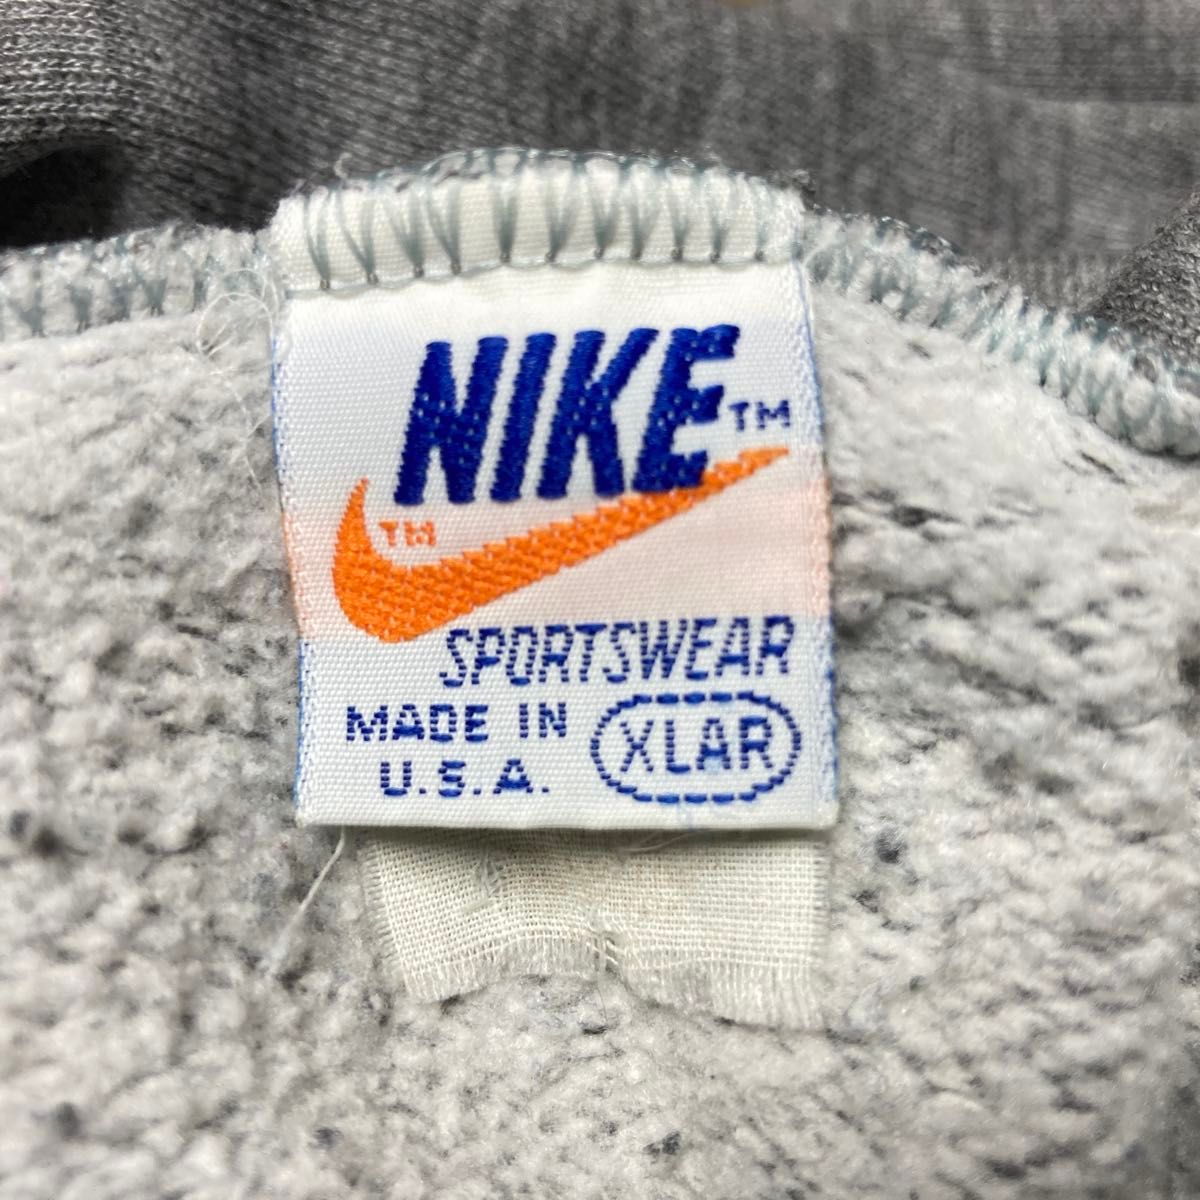 NIKE™
™
SPORTSWEAR
MADE IN
U.S.A.
XLAR